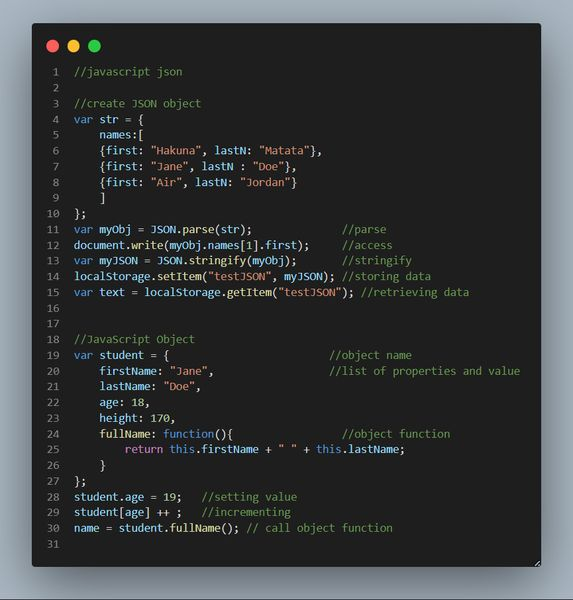 1 //javascript json
2
3 //create JSON object
4 var str = {
5     names:[
6     {first: "Hakuna", lastN: "Matata"},
7     {first: "Jane", lastN : "Doe"},
8     {first: "Air", lastN: "Jordan"}
9     ]
10 };
11 var myObj = JSON.parse(str);              //parse
12 document.write(myObj.names[1].first);     //access
13 var myJSON = JSON.stringify(myObj);       //stringify
14 localStorage.setItem("testJSON", myJSON); //storing data
15 var text = localStorage.getItem("testJSON"); //retrieving data
16
17
18 //JavaScript Object
19 var student = {                         //object name
20     firstName: "Jane",                  //list of properties and value
21     lastName: "Doe",
22     age: 18,
23     height: 170,
24     fullName: function(){                 //object function
25         return this.firstName + " " + this.lastName;
26     }
27 };
28 student.age = 19;   //setting value
29 student[age] ++ ;   //incrementing
30 name = student.fullName(); // call object function
31